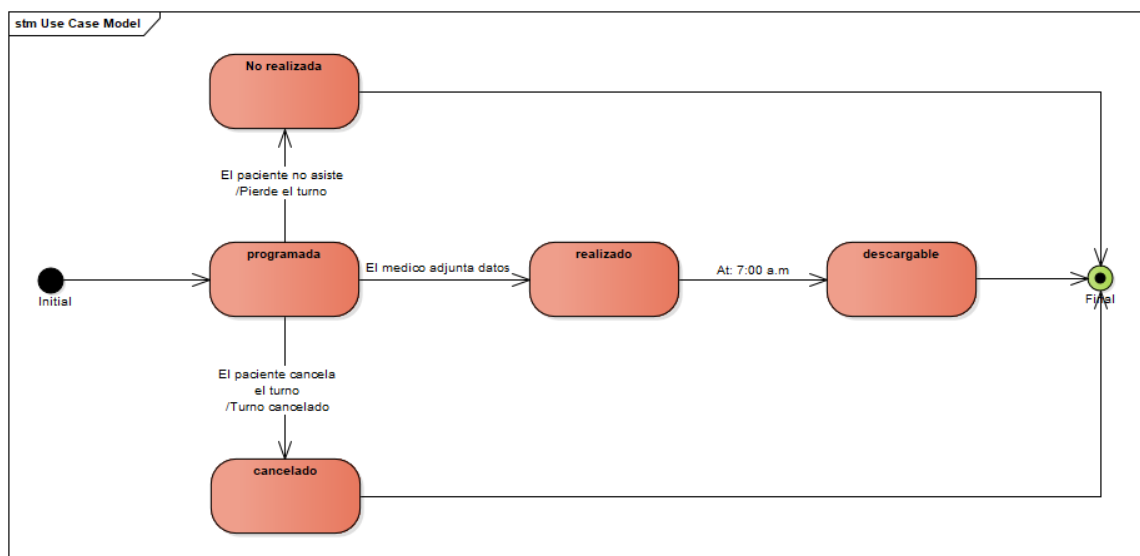 stm Use Case Model
No realizada
El paciente no asiste
/Pierde el turno
Initial
programada
El medico adjunta datos
realizado
At: 7:00 a.m
descargable
Final
El paciente cancela
el turno
/Turno cancelado
cancelado